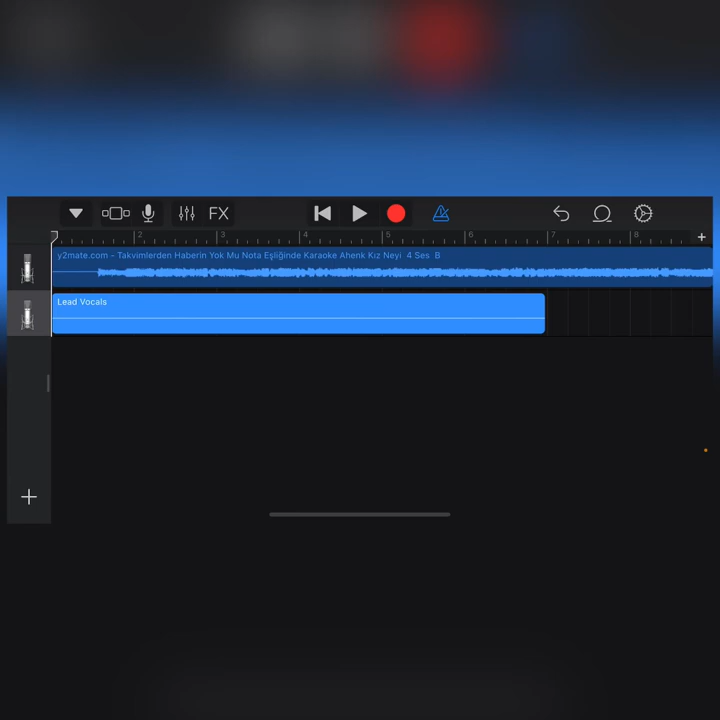 FX
2 3 4 5 6 7 8
y2mate.com - Takvimlerden Haberin Yok Mu Nota Eşliğinde Karaoke Ahenk Kız Neyi 4 Ses B
Lead Vocals